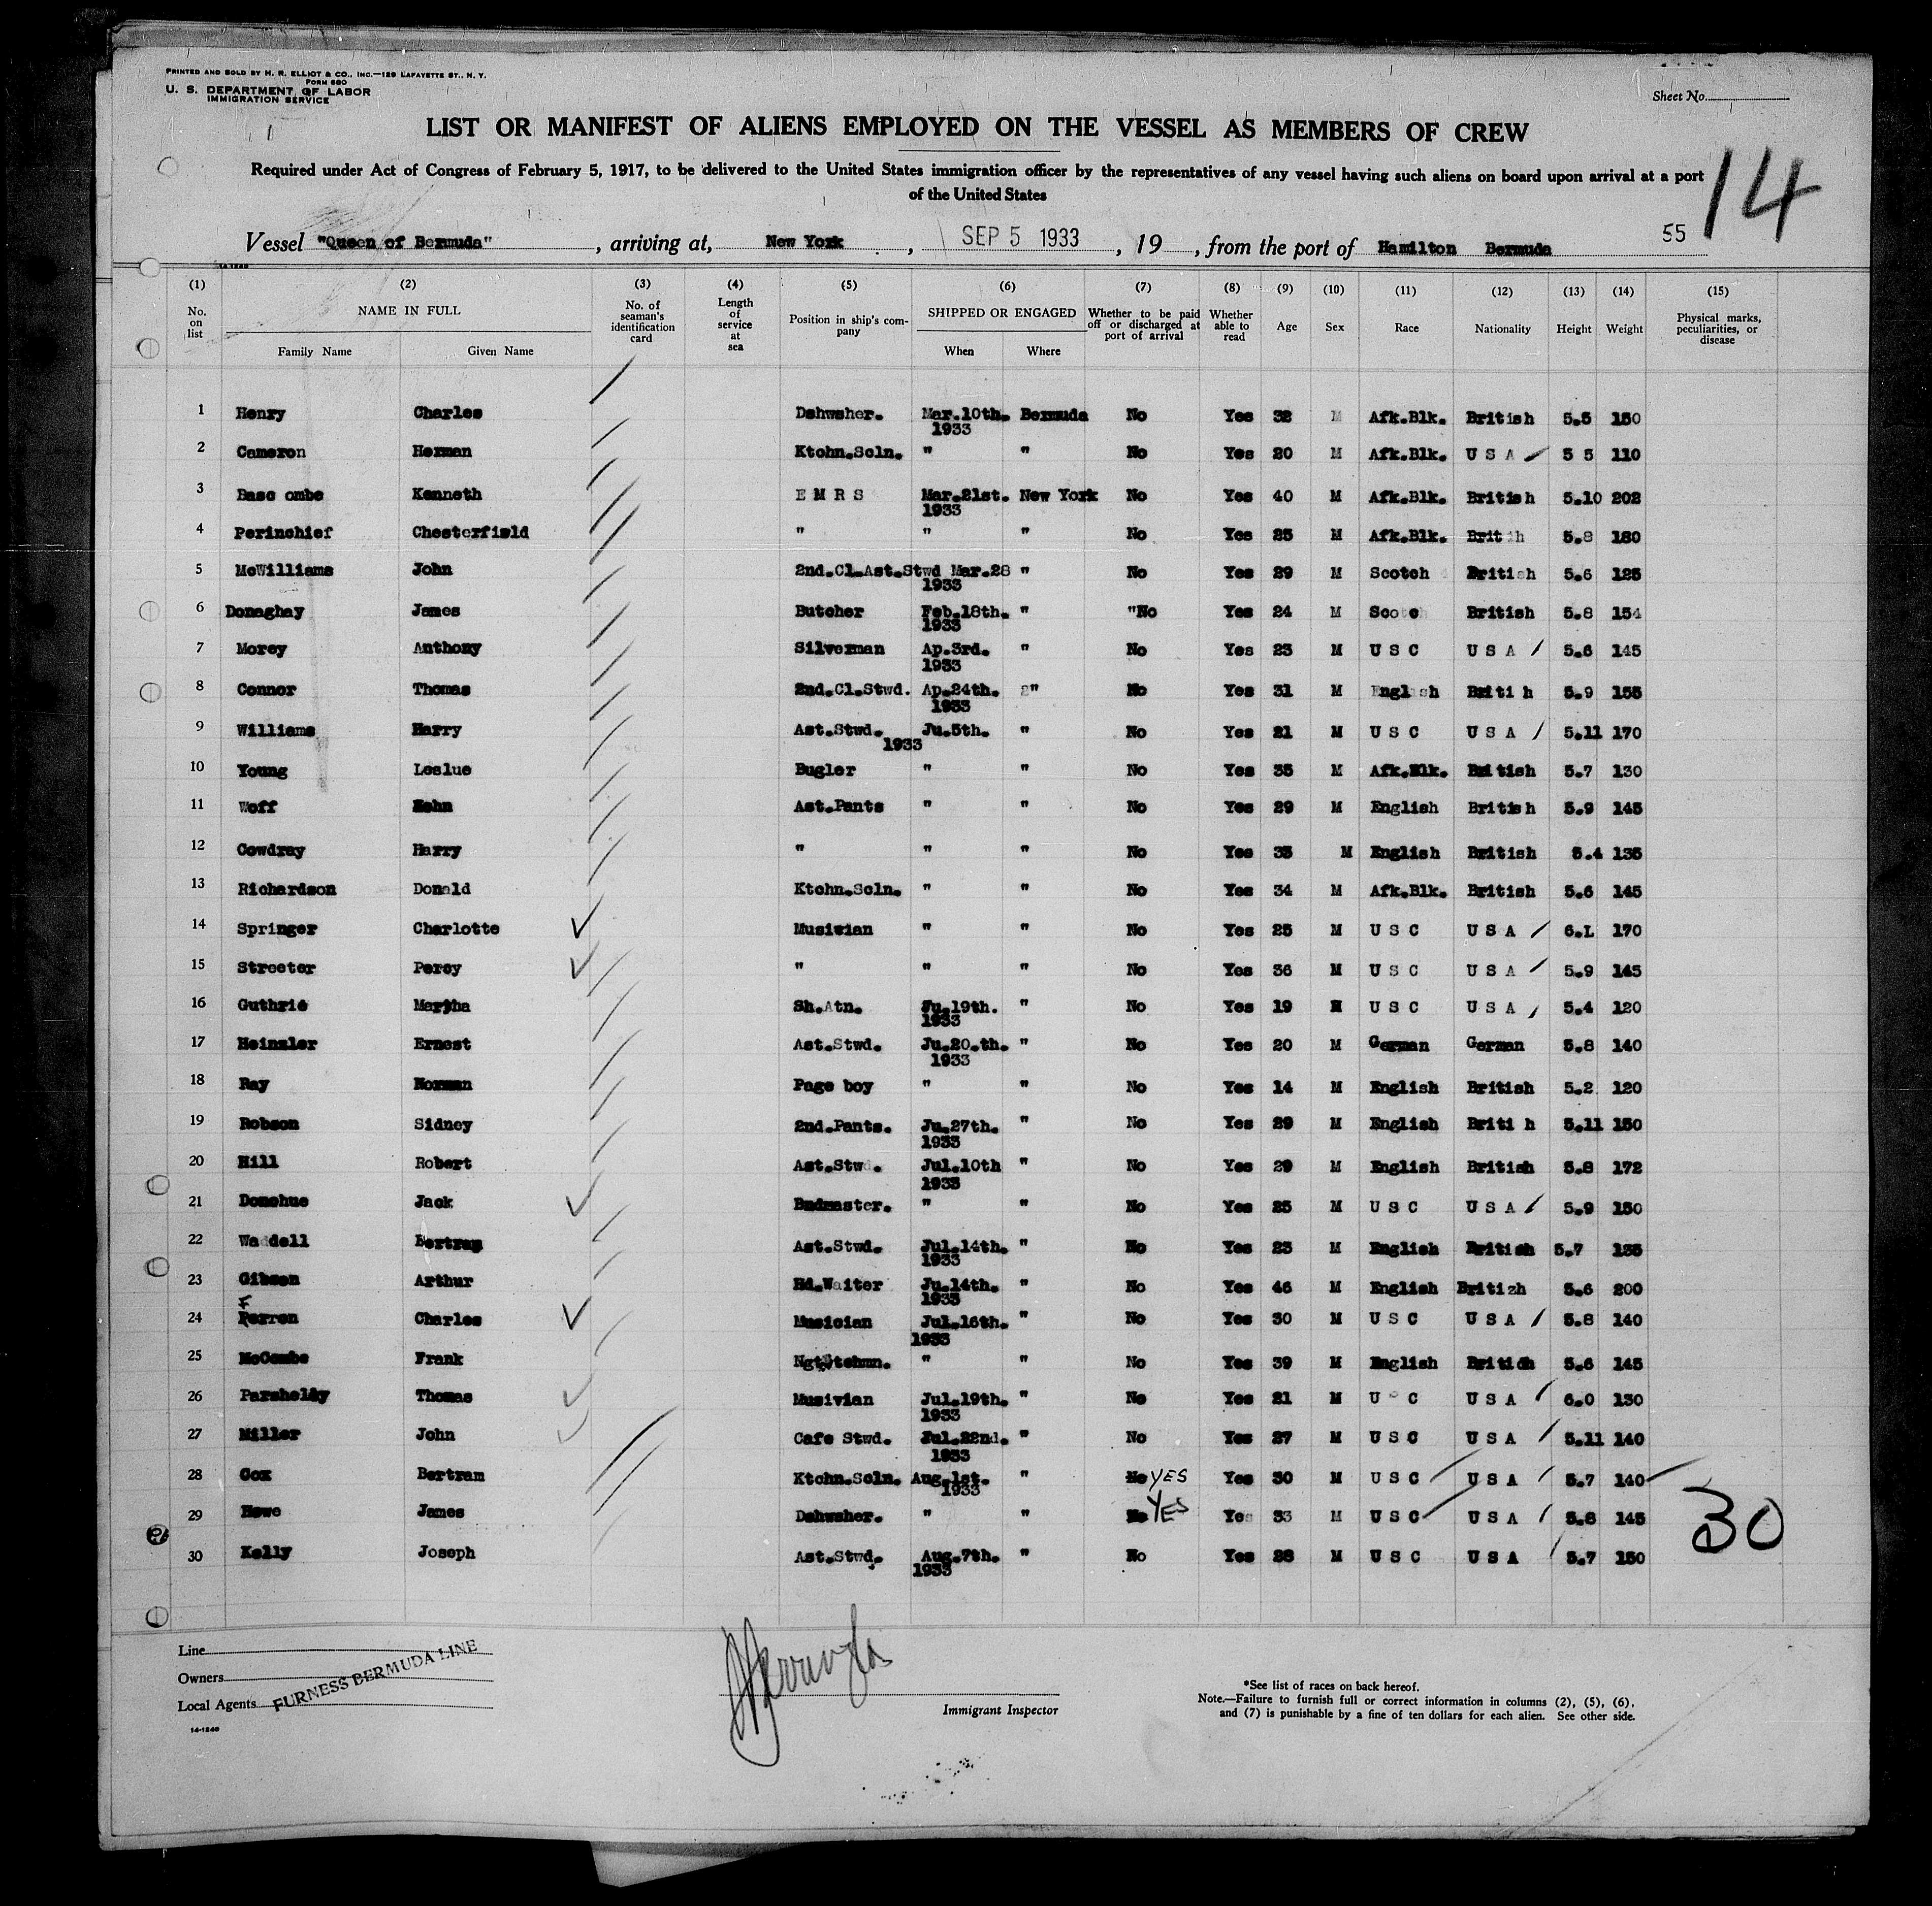 PRINTED AND SOLD BY H. R. ELLIOT & CO., INC.—129 LAFAYETTE ST., N. Y.
FORM 680
U. S. DEPARTMENT OF LABOR
IMMIGRATION SERVICE
Sheet No.
LIST OR MANIFEST OF ALIENS EMPLOYED ON THE VESSEL AS MEMBERS OF CREW
Required under Act of Congress of February 5, 1917, to be delivered to the United States immigration officer by the representatives of any vessel having such aliens on board upon arrival at a port
of the United States
14
Vessel "Queen of Bermuda", arriving at, New York, SEP 5 1933, 19, from the port of Hamilton Bermuda 55
(1) No. on list (2) NAME IN FULL Family Name Given Name (3) No. of seaman's identification card (4) Length of service at sea (5) Position in ship's company (6) SHIPPED OR ENGAGED When Where (7) Whether to be paid off or discharged at port of arrival (8) Whether able to read (9) Age (10) Sex (11) Race (12) Nationality (13) Height (14) Weight (15) Physical marks, peculiarities, or disease
1 Henry Charles Dshwsher. Mar.10th. 1933 Bermuda No Yes 32 M Afk.Blk. British 5.5 150
2 Cameron Herman Ktchn.Scln. " " No Yes 20 M Afk.Blk. U S A 5 5 110
3 Basc ombe Kenneth E M R S Mar.21st. 1933 New York No Yes 40 M Afk.Blk. British 5.10 202
4 Perinchief Chesterfield " " " No Yes 25 M Afk.Blk. Brit h 5.8 180
5 McWilliams John 2nd.Cl.Ast.Stwd Mar.28 1933 " No Yes 29 M Scotch British 5.6 125
6 Donaghay James Butcher Feb.18th. 1933 " "No Yes 24 M Scotch British 5.8 154
7 Morey Anthony Silverman Ap.3rd. 1933 " No Yes 23 M U S C U S A 5.6 145
8 Connor Thomas 2nd.Cl.Stwd. Ap.24th. 1933 " No Yes 31 M English Briti h 5.9 155
9 Williams Harry Ast.Stwd. Ju.5th. 1933 " No Yes 21 M U S C U S A 5.11 170
10 Young Leslue Bugler " " No Yes 35 M Afk.Blk. British 5.7 130
11 Woff Ast.Pants " " No Yes 29 M English British 5.9 145
12 Cowdray Harry " " " No Yes 35 M English British 5.4 135
13 Richardson Donald Ktchn.Scln. " " No Yes 34 M Afk.Blk. British 5.6 145
14 Springer Charlotte Musivian " " No Yes 25 M U S C U S A 6.L 170
15 Streeter Percy " " " No Yes 36 M U S C U S A 5.9 145
16 Guthrie Martha Sh.Atn. Ju.19th. 1933 " No Yes 19 M U S C U S A 5.4 120
17 Heinzler Ernest Ast.Stwd. Ju.20.th. 1933 " No Yes 20 M German German 5.8 140
18 Ray Norman Page boy " " No Yes 14 M English British 5.2 120
19 Robson Sidney 2nd.Pants. Ju.27th. 1933 " No Yes 29 M English Briti h 5.11 150
20 Hill Robert Ast.Stwd. Jul.10th 1933 " No Yes 29 M English British 5.8 172
21 Donohue Jack Bndmaster. " " No Yes 25 M U S C U S A 5.9 150
22 Waddell Bertram Ast.Stwd. Jul.14th. 1933 " No Yes 23 M English British 5.7 135
23 Gibson Arthur Hd.Waiter Ju.14th. 1933 " No Yes 46 M English Britizh 5.6 200
24 Ferren Charles Musician Jul.16th. 1933 " No Yes 30 M U S C U S A 5.8 140
25 McCombe Frank " " No Yes 39 M English British 5.6 145
26 Thomas Musivian Jul.19th. 1933 " No Yes 21 M U S C U S A 6.0 130
27 Miller John Cafe Stwd. Jul.22nd. 1933 " No Yes 27 M U S C U S A 5.11 140
28 Cox Bertram Ktchn.Scln. Aug.1st. 1933 " No YES Yes 30 M U S C U S A 5.7 140
29 Howe James Dshwsher. " " No YES Yes 33 M U S C U S A 5.8 145
30 Kelly Joseph Ast.Stwd. Aug.7th. 1933 " No Yes 28 M U S C U S A 5.7 150
30
Line
Owners
Local Agents
FURNESS BERMUDA LINE
14-1240
Immigrant Inspector
*See list of races on back hereof.
Note.—Failure to furnish full or correct information in columns (2), (5), (6),
and (7) is punishable by a fine of ten dollars for each alien. See other side.